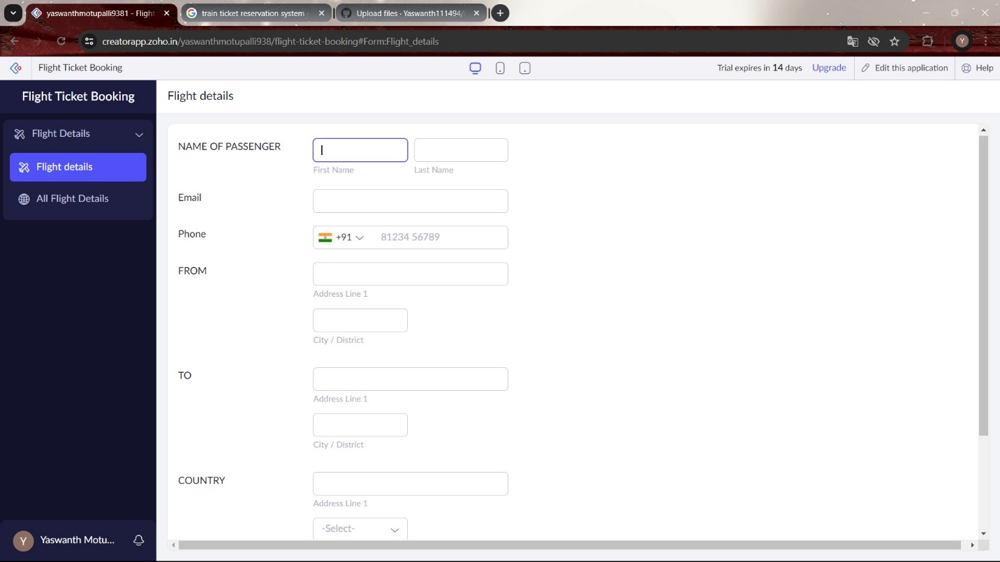 yaswanthmotupalli9381 - Flight
train ticket reservation system
Upload files · Yaswanth111494/
creatorapp.zoho.in/yaswanthmotupalli938/flight-ticket-booking#Form:Flight_details
Y
Flight Ticket Booking
Trial expires in 14 days
Upgrade
Edit this application
Help
Flight Ticket Booking
Flight details
Flight Details
Flight details
All Flight Details
NAME OF PASSENGER
First Name
Last Name
Email
Phone
+91
81234 56789
FROM
Address Line 1
City / District
TO
Address Line 1
City / District
COUNTRY
Address Line 1
-Select-
Y
Yaswanth Motu...